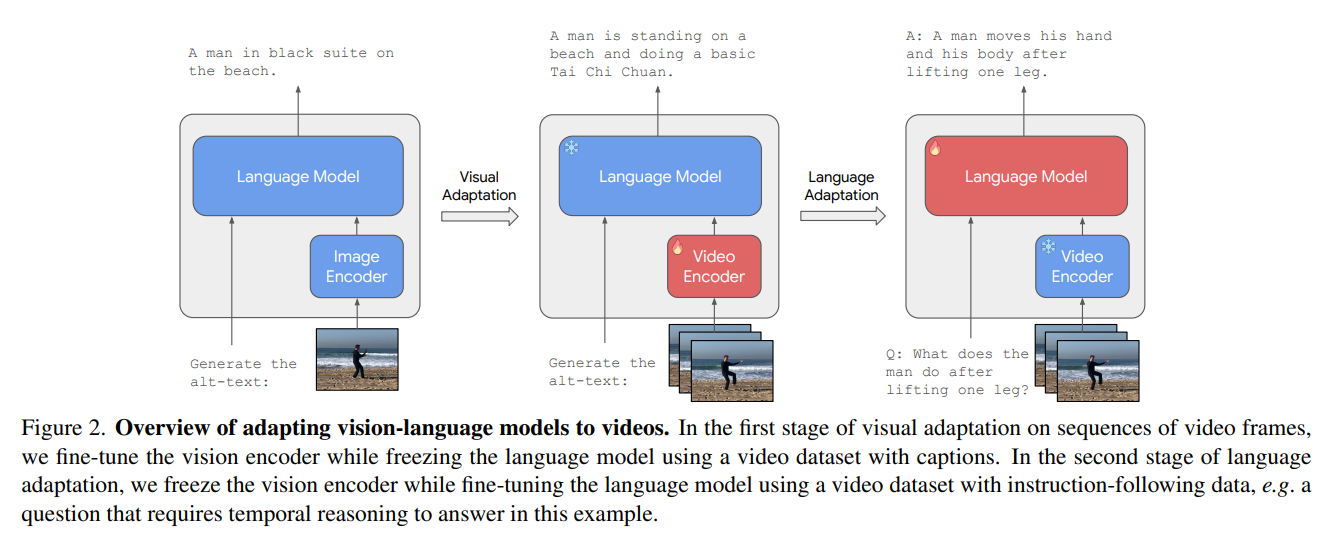 A man in black suite on
the beach.
Language Model
Image
Encoder
Generate the
alt-text:
Visual
Adaptation
A man is standing on a
beach and doing a basic
Tai Chi Chuan.
Language Model
Video
Encoder
Generate the
alt-text:
Language
Adaptation
A: A man moves his hand
and his body after
lifting one leg.
Language Model
Video
Encoder
Q: What does the
man do after
lifting one leg?
Figure 2. Overview of adapting vision-language models to videos. In the first stage of visual adaptation on sequences of video frames,
we fine-tune the vision encoder while freezing the language model using a video dataset with captions. In the second stage of language
adaptation, we freeze the vision encoder while fine-tuning the language model using a video dataset with instruction-following data, e.g. a
question that requires temporal reasoning to answer in this example.